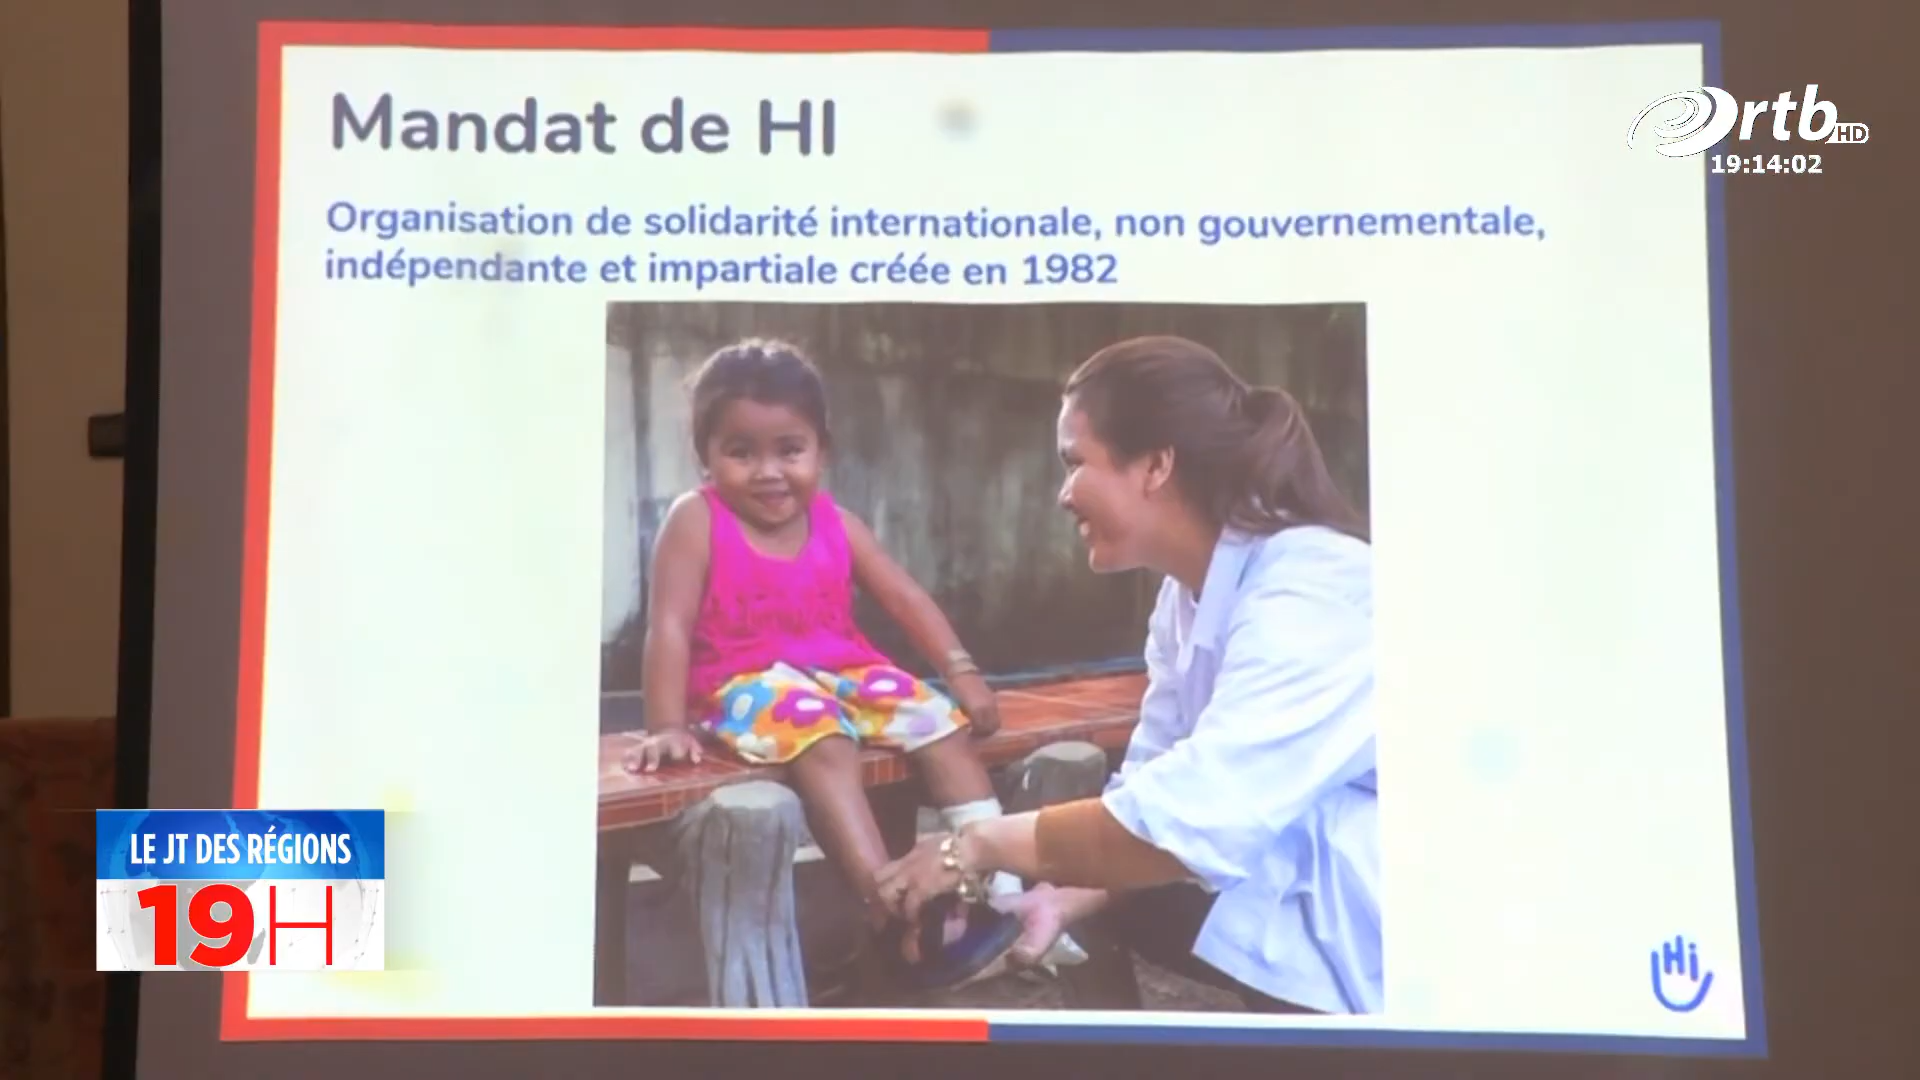 Mandat de HI
Organisation de solidarité internationale, non gouvernementale,
indépendante et impartiale créée en 1982
rtb HD
19:14:02
LE JT DES RÉGIONS
19H
Hi